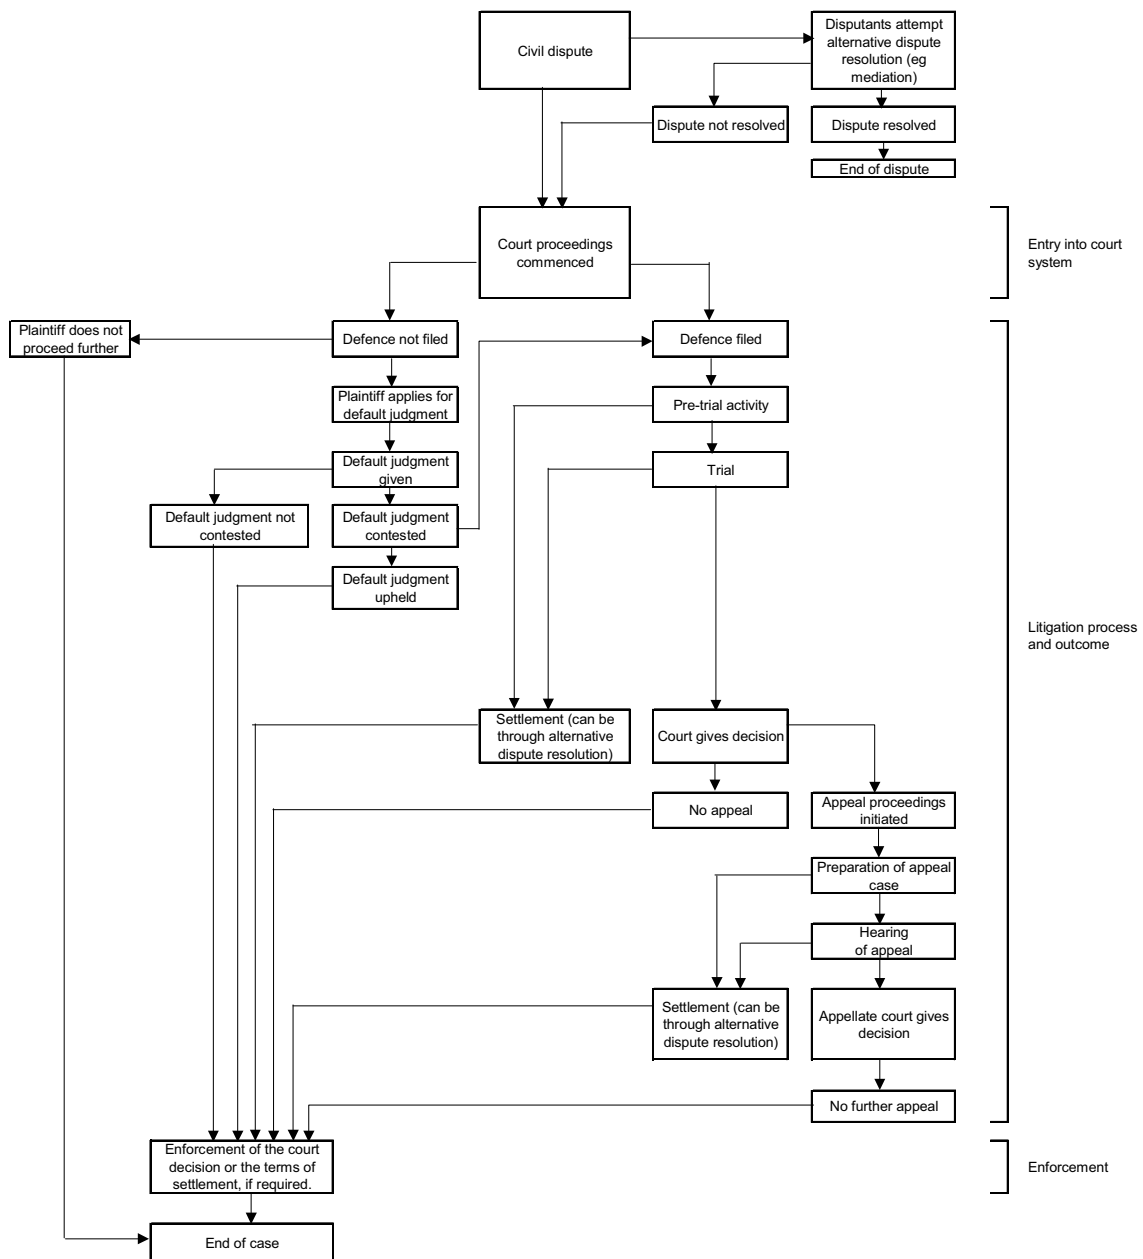 Civil dispute
Disputants attempt
alternative dispute
resolution (eg
mediation)
Dispute not resolved
Dispute resolved
End of dispute
Court proceedings
commenced
Entry into court
system
Plaintiff does not
proceed further
Defence not filed
Defence filed
Plaintiff applies for
default judgment
Pre-trial activity
Default judgment
given
Trial
Default judgment not
contested
Default judgment
contested
Default judgment
upheld
Litigation process
and outcome
Settlement (can be
through alternative
dispute resolution)
Court gives decision
No appeal
Appeal proceedings
initiated
Preparation of appeal
case
Hearing
of appeal
Settlement (can be
through alternative
dispute resolution)
Appellate court gives
decision
No further appeal
Enforcement of the court
decision or the terms of
settlement, if required.
Enforcement
End of case